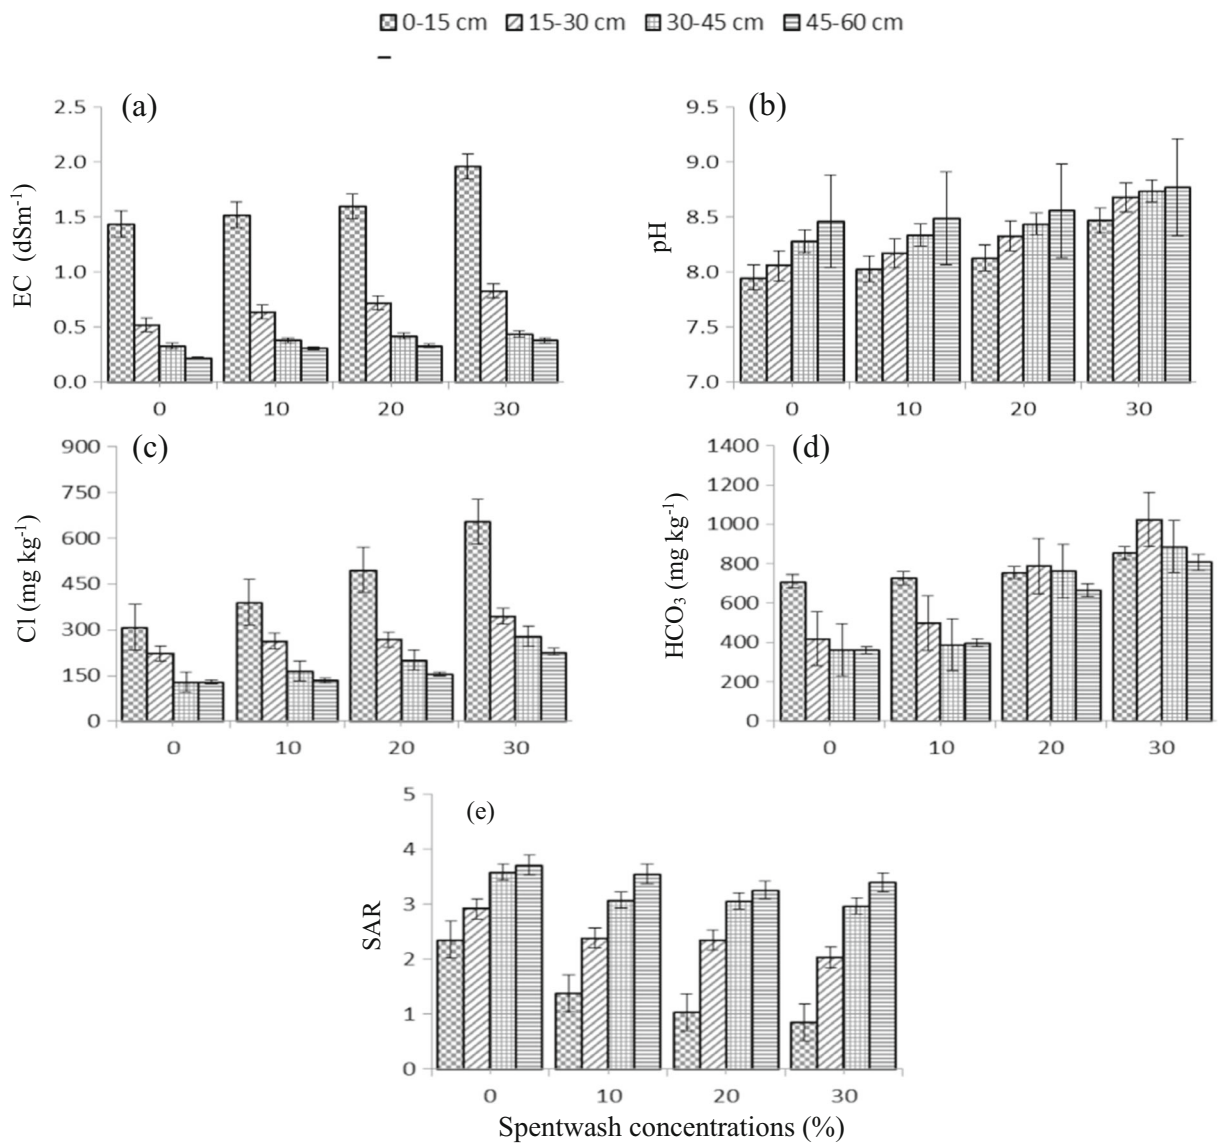 0-15 cm 15-30 cm 30-45 cm 45-60 cm
(a)
EC (dSm-1)
2.5
2.0
1.5
1.0
0.5
0.0
0 10 20 30
(b)
pH
9.5
9.0
8.5
8.0
7.5
7.0
0 10 20 30
(c)
Cl (mg kg-1)
900
750
600
450
300
150
0
0 10 20 30
(d)
HCO3 (mg kg-1)
1400
1200
1000
800
600
400
200
0
0 10 20 30
(e)
SAR
5
4
3
2
1
0
0 10 20 30
Spentwash concentrations (%)